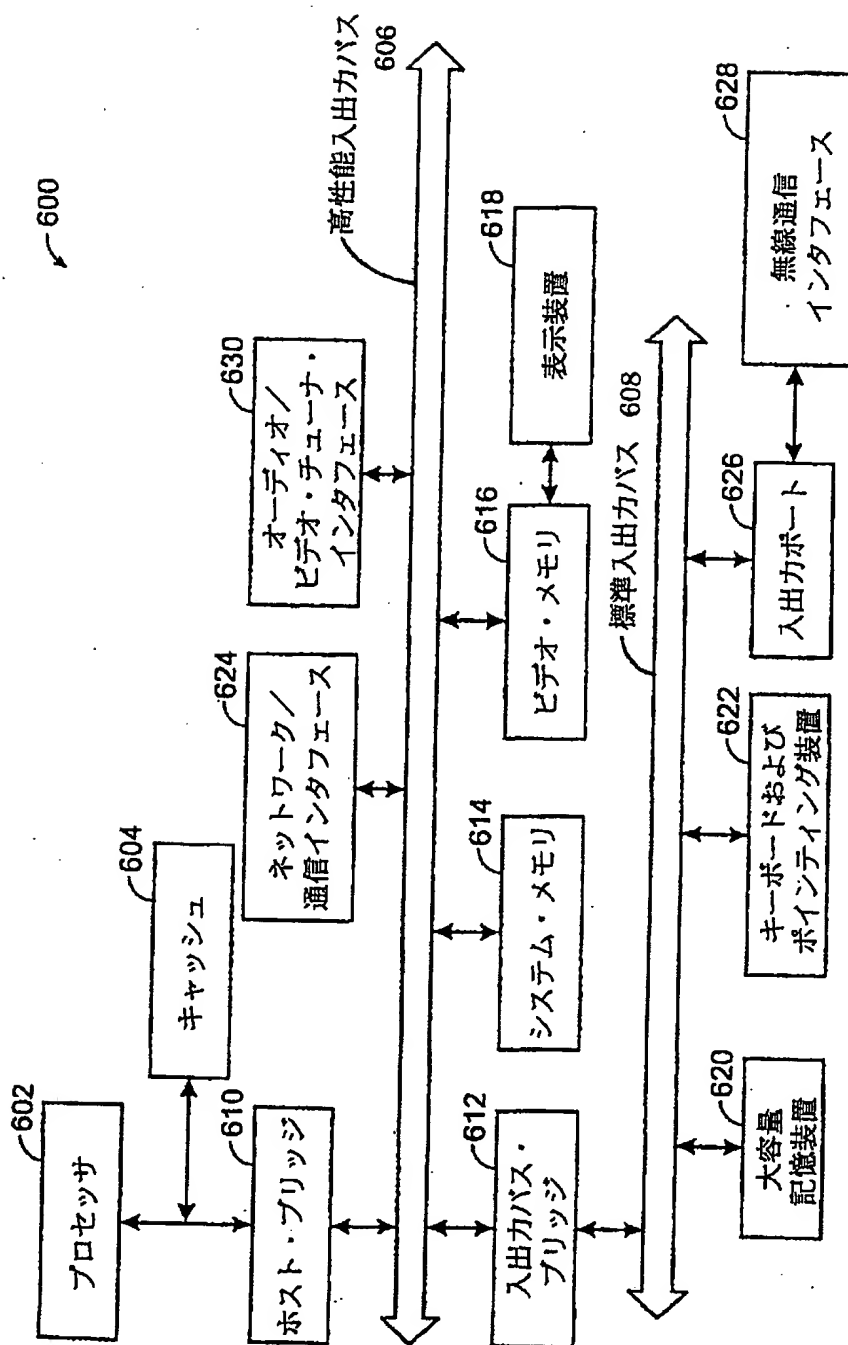 600
602
プロセッサ
604
キャッシュ
610
ホスト・ブリッジ
624
ネットワーク/
通信インタフェース
630
オーディオ/
ビデオ・チューナ・
インタフェース
高性能入出力バス
606
612
入出力バス・
ブリッジ
614
システム・メモリ
616
ビデオ・メモリ
618
表示装置
標準入出力バス 608
620
大容量
記憶装置
622
キーボードおよび
ポインティング装置
626
入出力ポート
628
無線通信
インタフェース